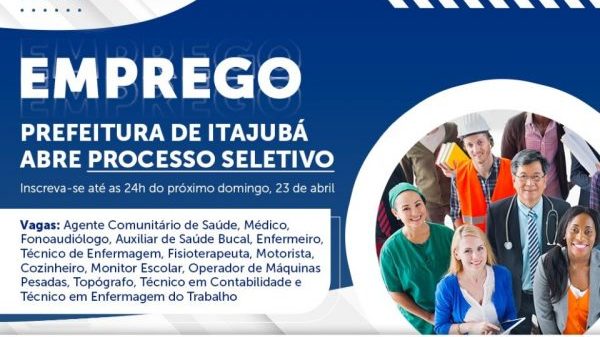 EMPREGO
PREFEITURA DE ITAJUBÁ
ABRE PROCESSO SELETIVO
Inscreva-se até as 24h do próximo domingo, 23 de abril
Vagas: Agente Comunitário de Saúde, Médico,
Fonoaudiólogo, Auxiliar de Saúde Bucal, Enfermeiro,
Técnico de Enfermagem, Fisioterapeuta, Motorista,
Cozinheiro, Monitor Escolar, Operador de Máquinas
Pesadas, Topógrafo, Técnico em Contabilidade e
Técnico em Enfermagem do Trabalho